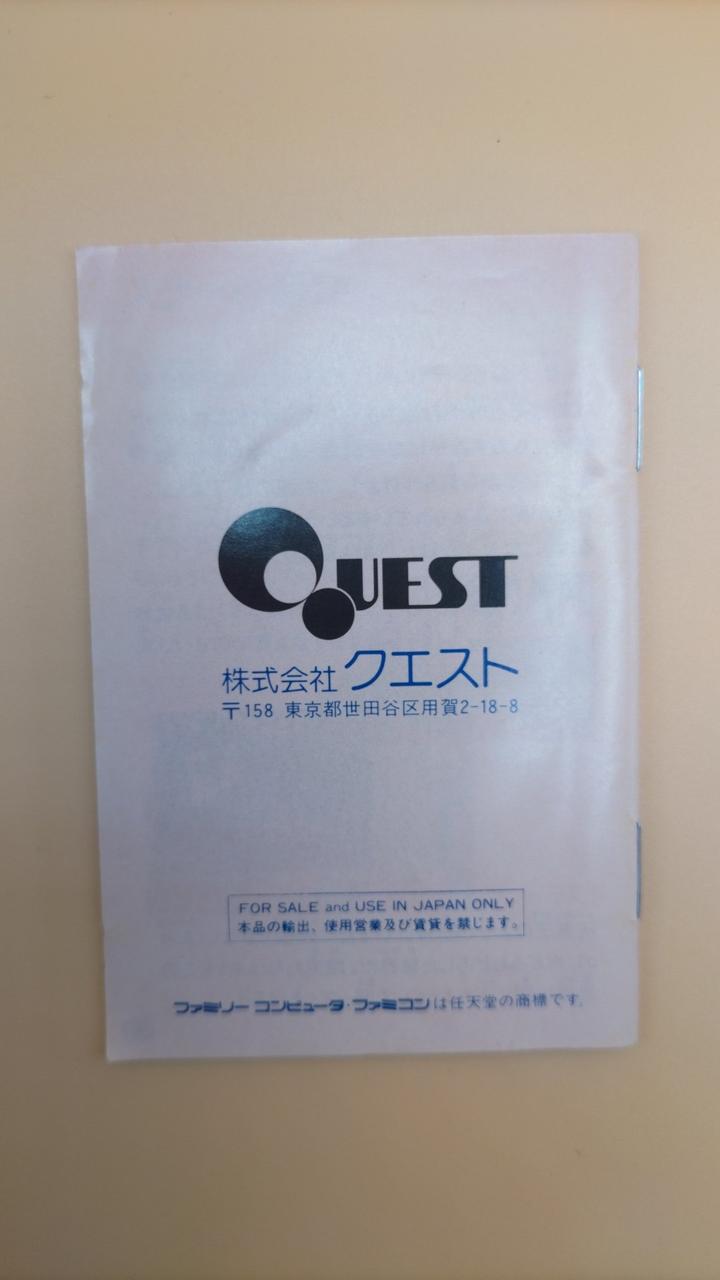 QUEST
株式会社 クエスト
〒158 東京都世田谷区用賀2-18-8
FOR SALE and USE IN JAPAN ONLY
本品の輸出、使用営業及び賃貸を禁じます。
ファミリーコンピュータ・ファミコンは任天堂の商標です。